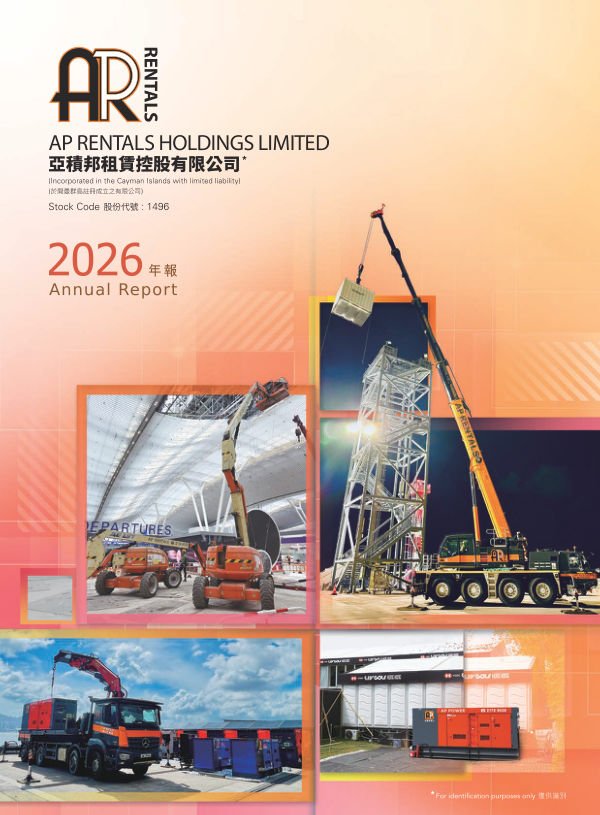 AP RENTALS
AP RENTALS HOLDINGS LIMITED
亞積邦租賃控股有限公司*
(Incorporated in the Cayman Islands with limited liability)
(於開曼群島註冊成立之有限公司)
Stock Code 股份代號 : 1496
2026 年報
Annual Report
AP RENTALS
DEPARTURES
AP POWER
* For identification purposes only 僅供識別